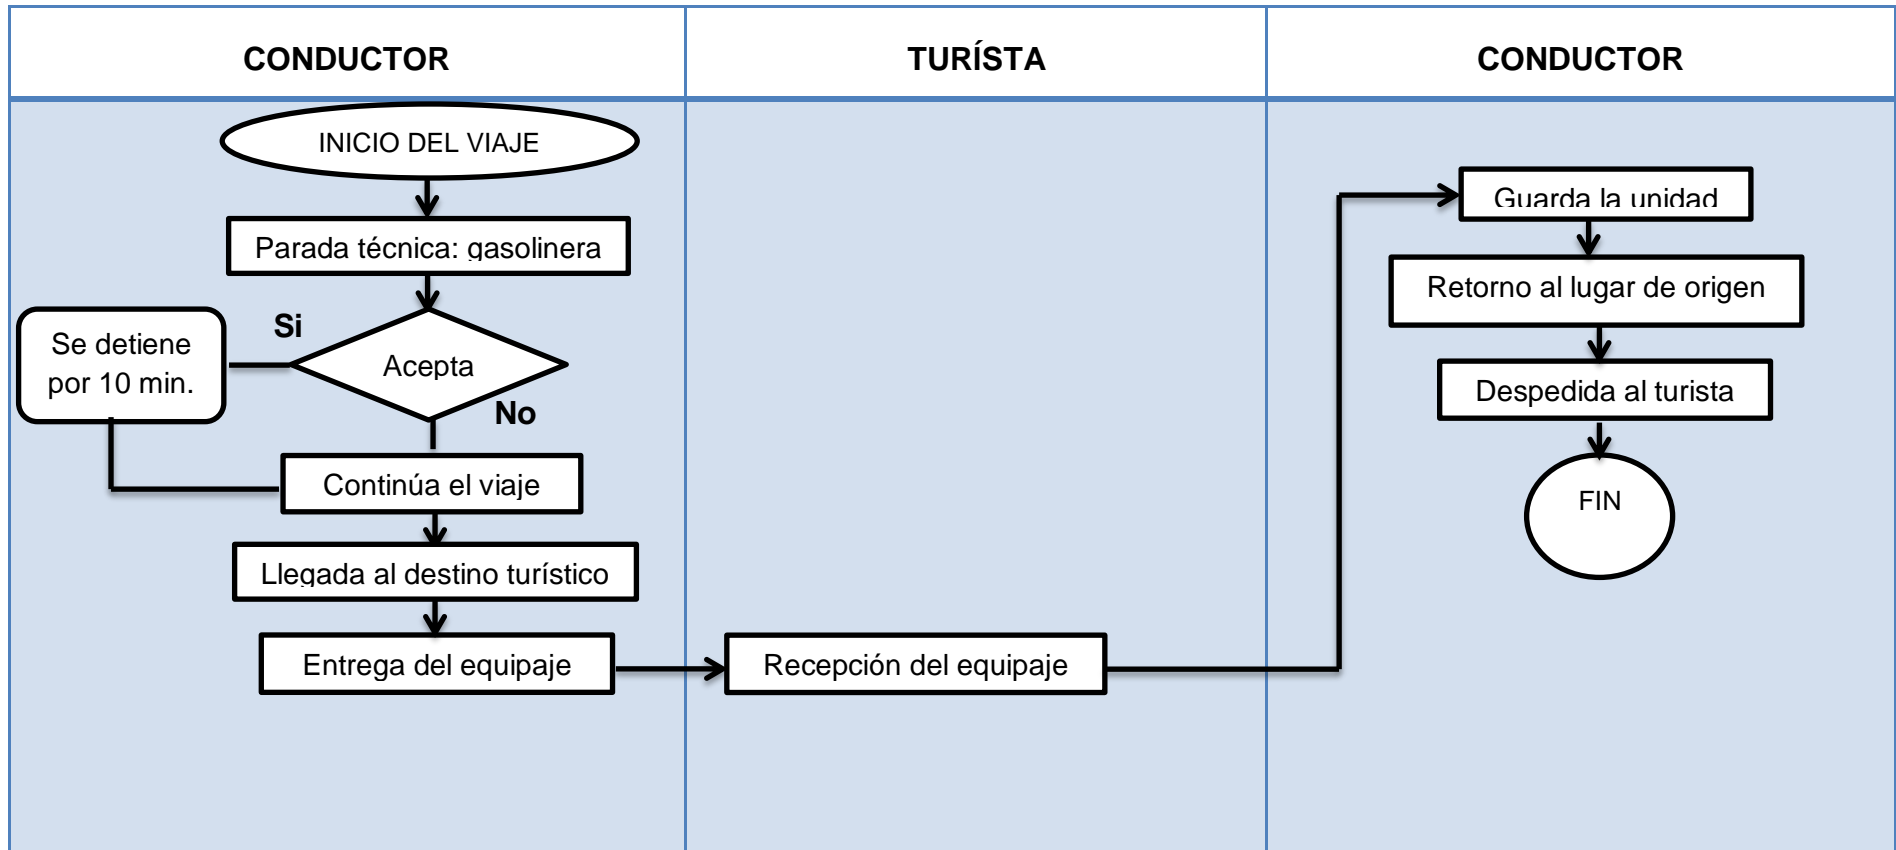 CONDUCTOR
TURÍSTA
CONDUCTOR
INICIO DEL VIAJE
Parada técnica: gasolinera
Si
Acepta
Se detiene
por 10 min.
No
Continúa el viaje
Llegada al destino turístico
Entrega del equipaje
Recepción del equipaje
Guarda la unidad
Retorno al lugar de origen
Despedida al turista
FIN